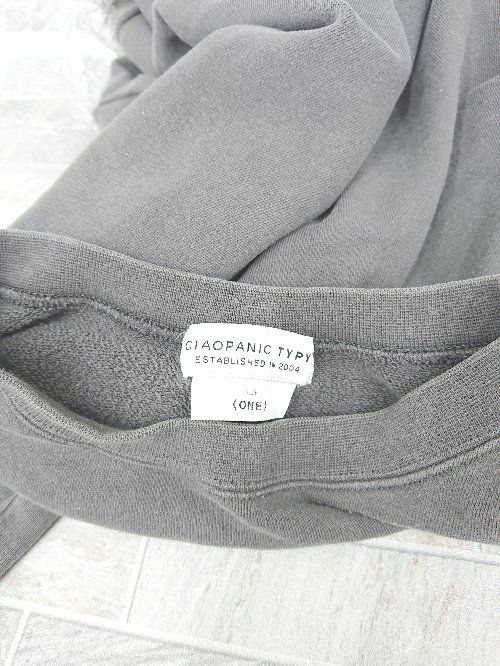 CIAOPANIC TYPY
ESTABLISHED IN 2004
(ONE)